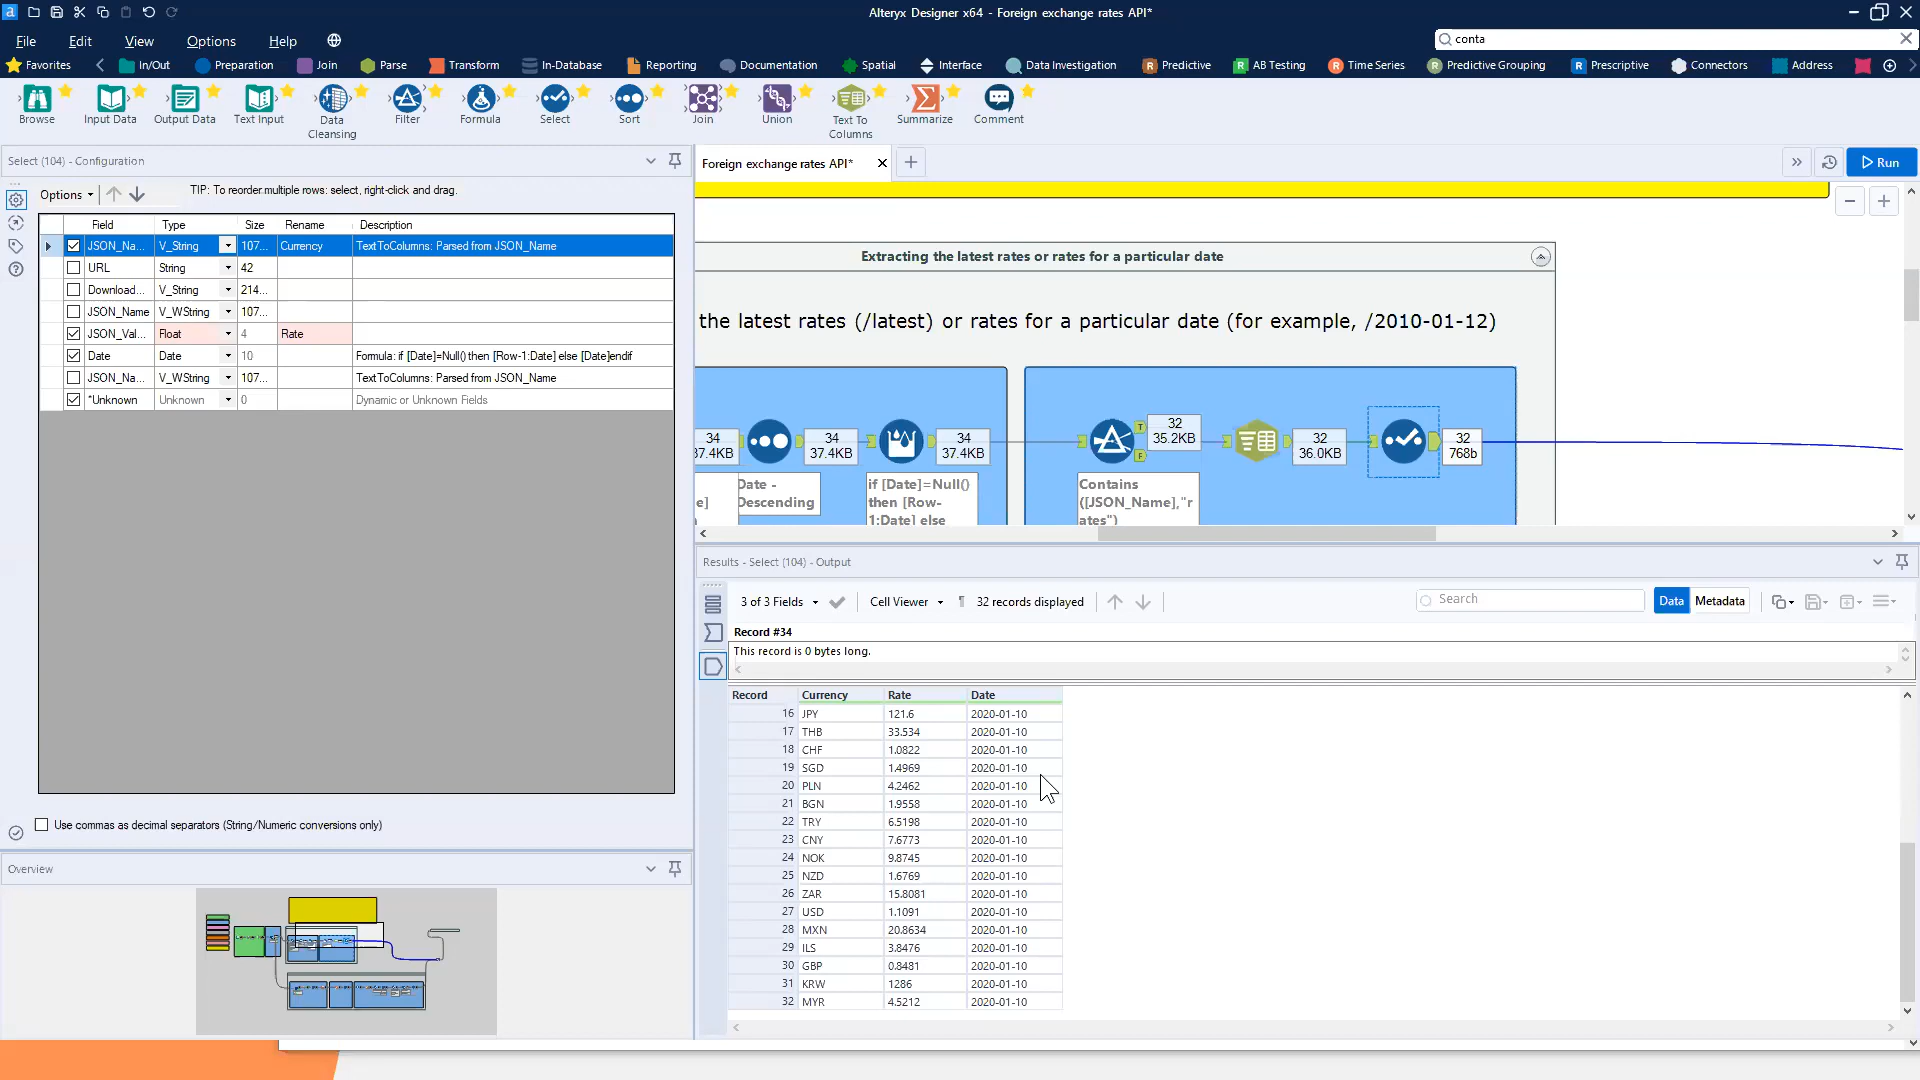 Alteryx Designer x64 - Foreign exchange rates API*
File Edit View Options Help
conta
Favorites In/Out Preparation Join Parse Transform In-Database Reporting Documentation Spatial Interface Data Investigation Predictive AB Testing Time Series Predictive Grouping Prescriptive Connectors Address
Browse Input Data Output Data Text Input Data Cleansing Filter Formula Select Sort Join Union Text To Columns Summarize Comment
Select (104) - Configuration
Options
TIP: To reorder multiple rows: select, right-click and drag.
Field Type Size Rename Description
JSON_Na... V_String 107... Currency TextToColumns: Parsed from JSON_Name
URL String 42
Download... V_String 214...
JSON_Name V_WString 107...
JSON_Val... Float 4 Rate
Date Date 10 Formula: if [Date]=Null() then [Row-1:Date] else [Date]endif
JSON_Na... V_WString 107... TextToColumns: Parsed from JSON_Name
*Unknown Unknown 0 Dynamic or Unknown Fields
Use commas as decimal separators (String/Numeric conversions only)
Overview
Foreign exchange rates API*
Run
Extracting the latest rates or rates for a particular date
the latest rates (/latest) or rates for a particular date (for example, /2010-01-12)
34
37.4KB
34
37.4KB
34
37.4KB
T
F
32
35.2KB
32
36.0KB
32
768b
e]
Date -
Descending
if [Date]=Null()
then [Row-
1:Date] else
Contains
([JSON_Name],"r
ates")
Results - Select (104) - Output
3 of 3 Fields Cell Viewer 32 records displayed Search Data Metadata
Record #34
This record is 0 bytes long.
Record Currency Rate Date
16 JPY 121.6 2020-01-10
17 THB 33.534 2020-01-10
18 CHF 1.0822 2020-01-10
19 SGD 1.4969 2020-01-10
20 PLN 4.2462 2020-01-10
21 BGN 1.9558 2020-01-10
22 TRY 6.5198 2020-01-10
23 CNY 7.6773 2020-01-10
24 NOK 9.8745 2020-01-10
25 NZD 1.6769 2020-01-10
26 ZAR 15.8081 2020-01-10
27 USD 1.1091 2020-01-10
28 MXN 20.8634 2020-01-10
29 ILS 3.8476 2020-01-10
30 GBP 0.8481 2020-01-10
31 KRW 1286 2020-01-10
32 MYR 4.5212 2020-01-10